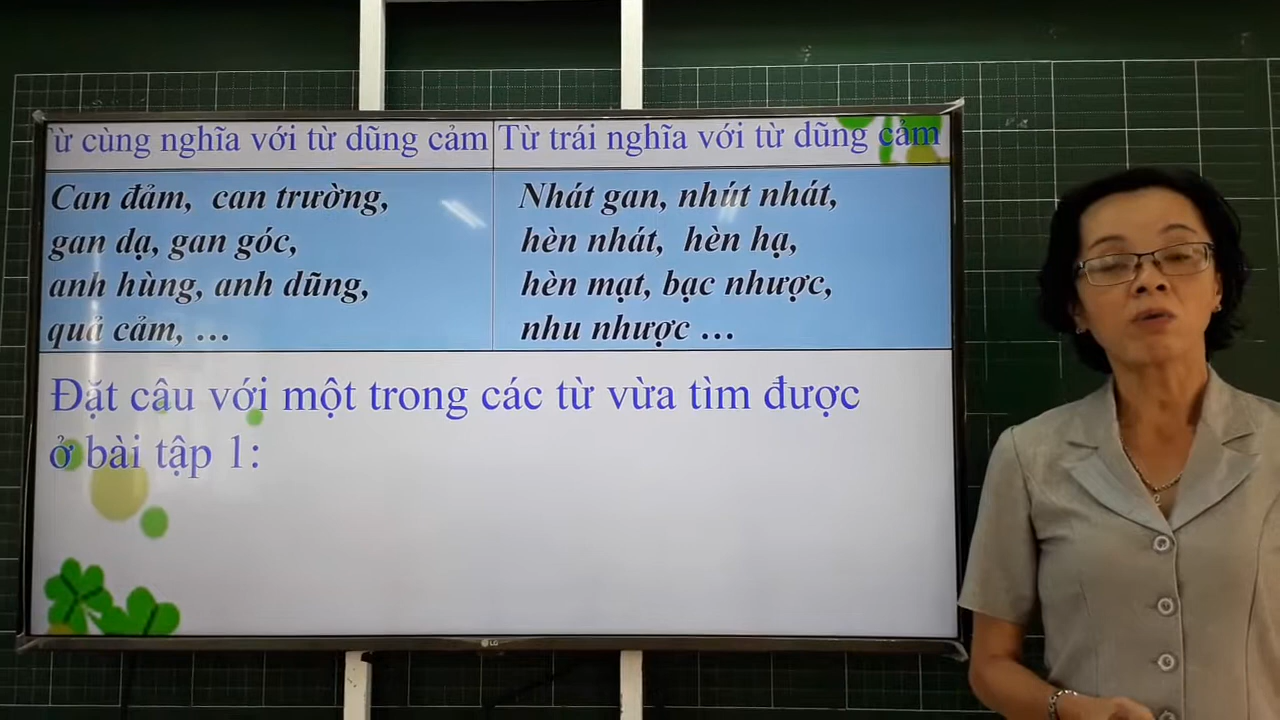 ừ cùng nghĩa với từ dũng cảm
Từ trái nghĩa với từ dũng cảm
Can đảm, can trường,
gan dạ, gan góc,
anh hùng, anh dũng,
quả cảm, ...
Nhát gan, nhút nhát,
hèn nhát, hèn hạ,
hèn mạt, bạc nhược,
nhu nhược ...
Đặt câu với một trong các từ vừa tìm được
ở bài tập 1:
LG